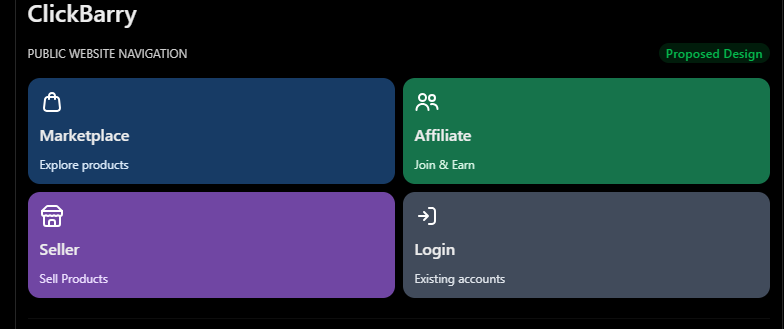 ClickBarry
PUBLIC WEBSITE NAVIGATION
Proposed Design
Marketplace
Explore products
Affiliate
Join & Earn
Seller
Sell Products
Login
Existing accounts